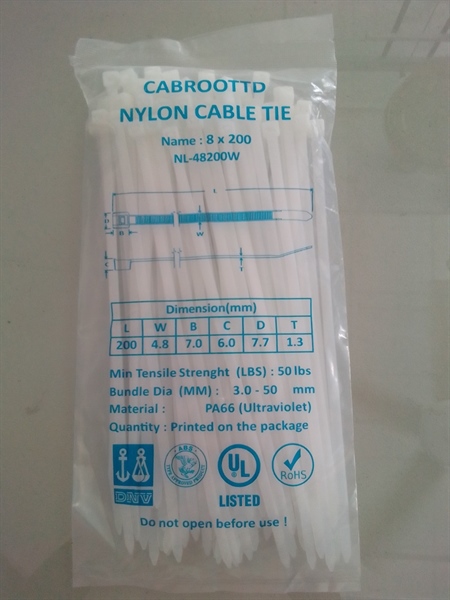 CABROOTTD
NYLON CABLE TIE
Name : 8 x 200
NL-48200W
L
D
B
W
C
T
Dimension(mm)
L W B C D T
200 4.8 7.0 6.0 7.7 1.3
Min Tensile Strenght (LBS) : 50 lbs
Bundle Dia (MM) : 3.0 - 50 mm
Material : PA66 (Ultraviolet)
Quantity : Printed on the package
DNV
ABS
UL
LISTED
RoHS
Do not open before use !